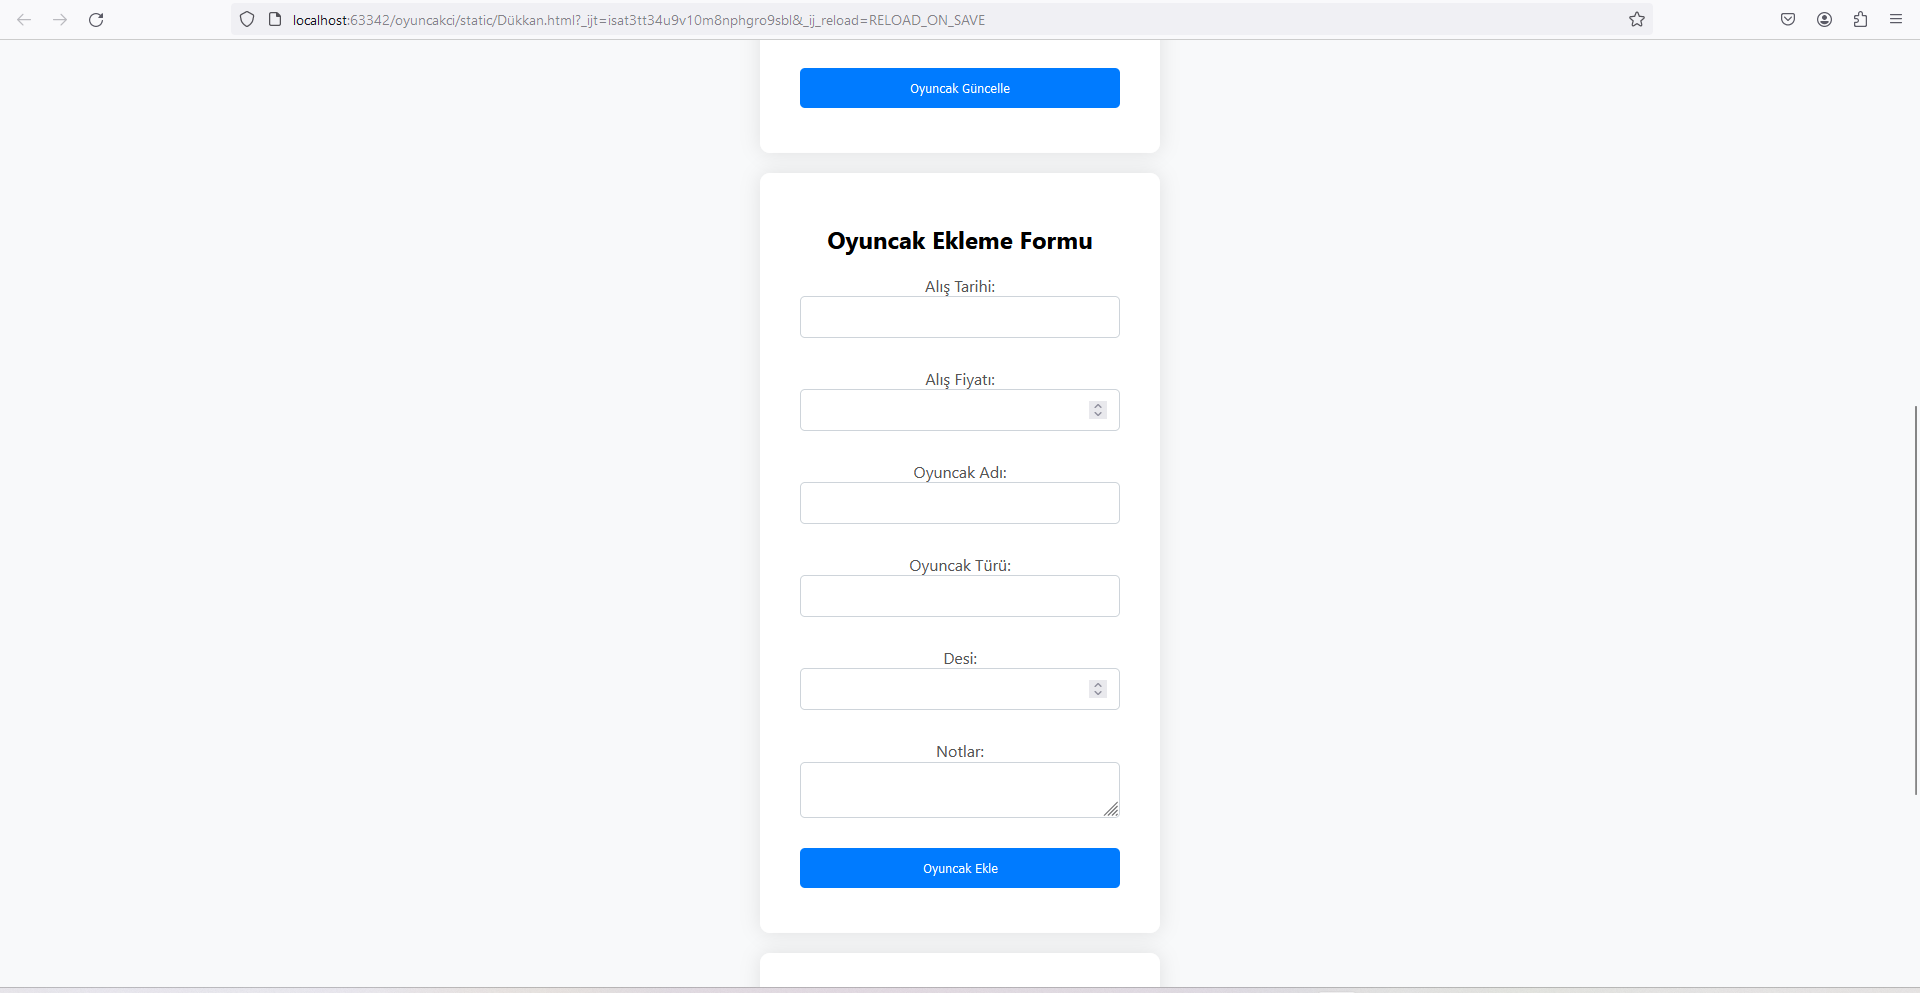 localhost:63342/oyuncakci/static/Dükkan.html?_ijt=isat3tt34u9v10m8nphgro9sbl&_ij_reload=RELOAD_ON_SAVE
Oyuncak Güncelle
Oyuncak Ekleme Formu
Alış Tarihi:
Alış Fiyatı:
Oyuncak Adı:
Oyuncak Türü:
Desi:
Notlar:
Oyuncak Ekle